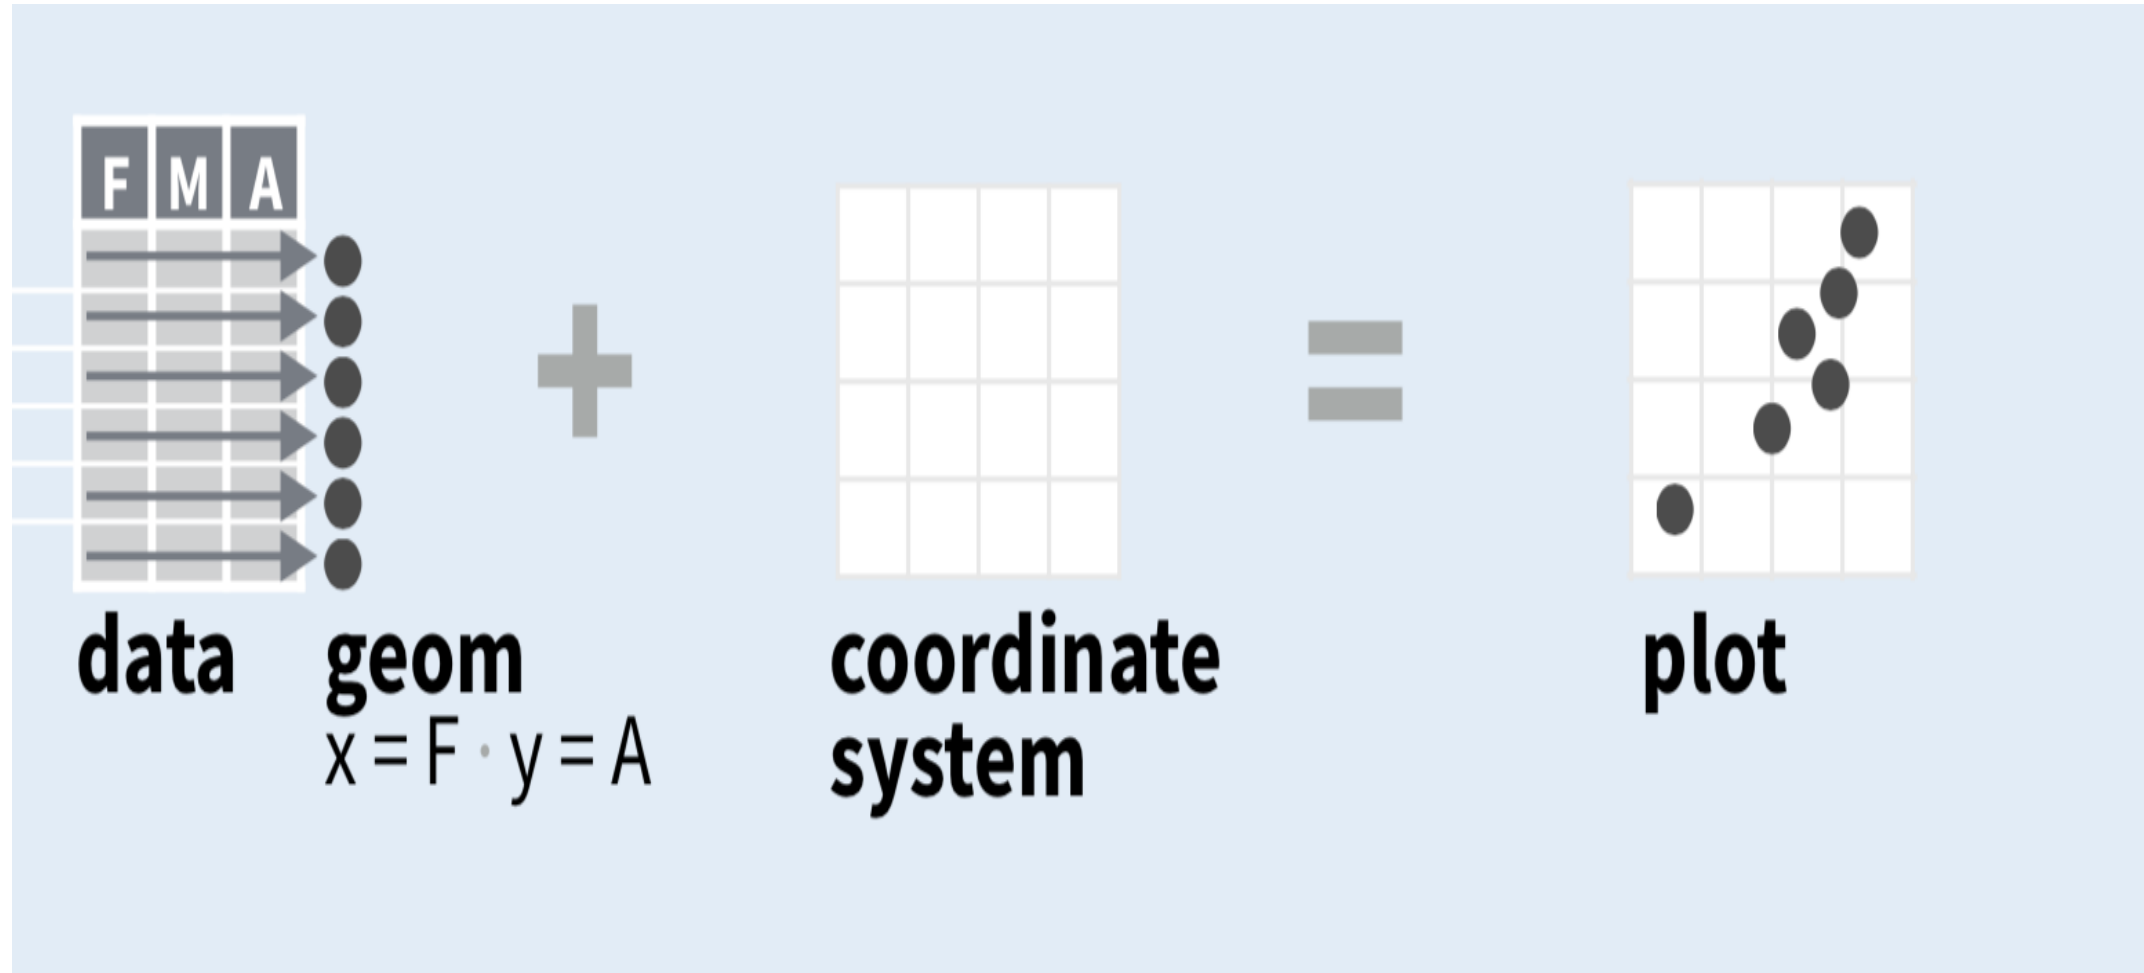 F M A
+
=
data geom
x = F · y = A
coordinate
system
plot